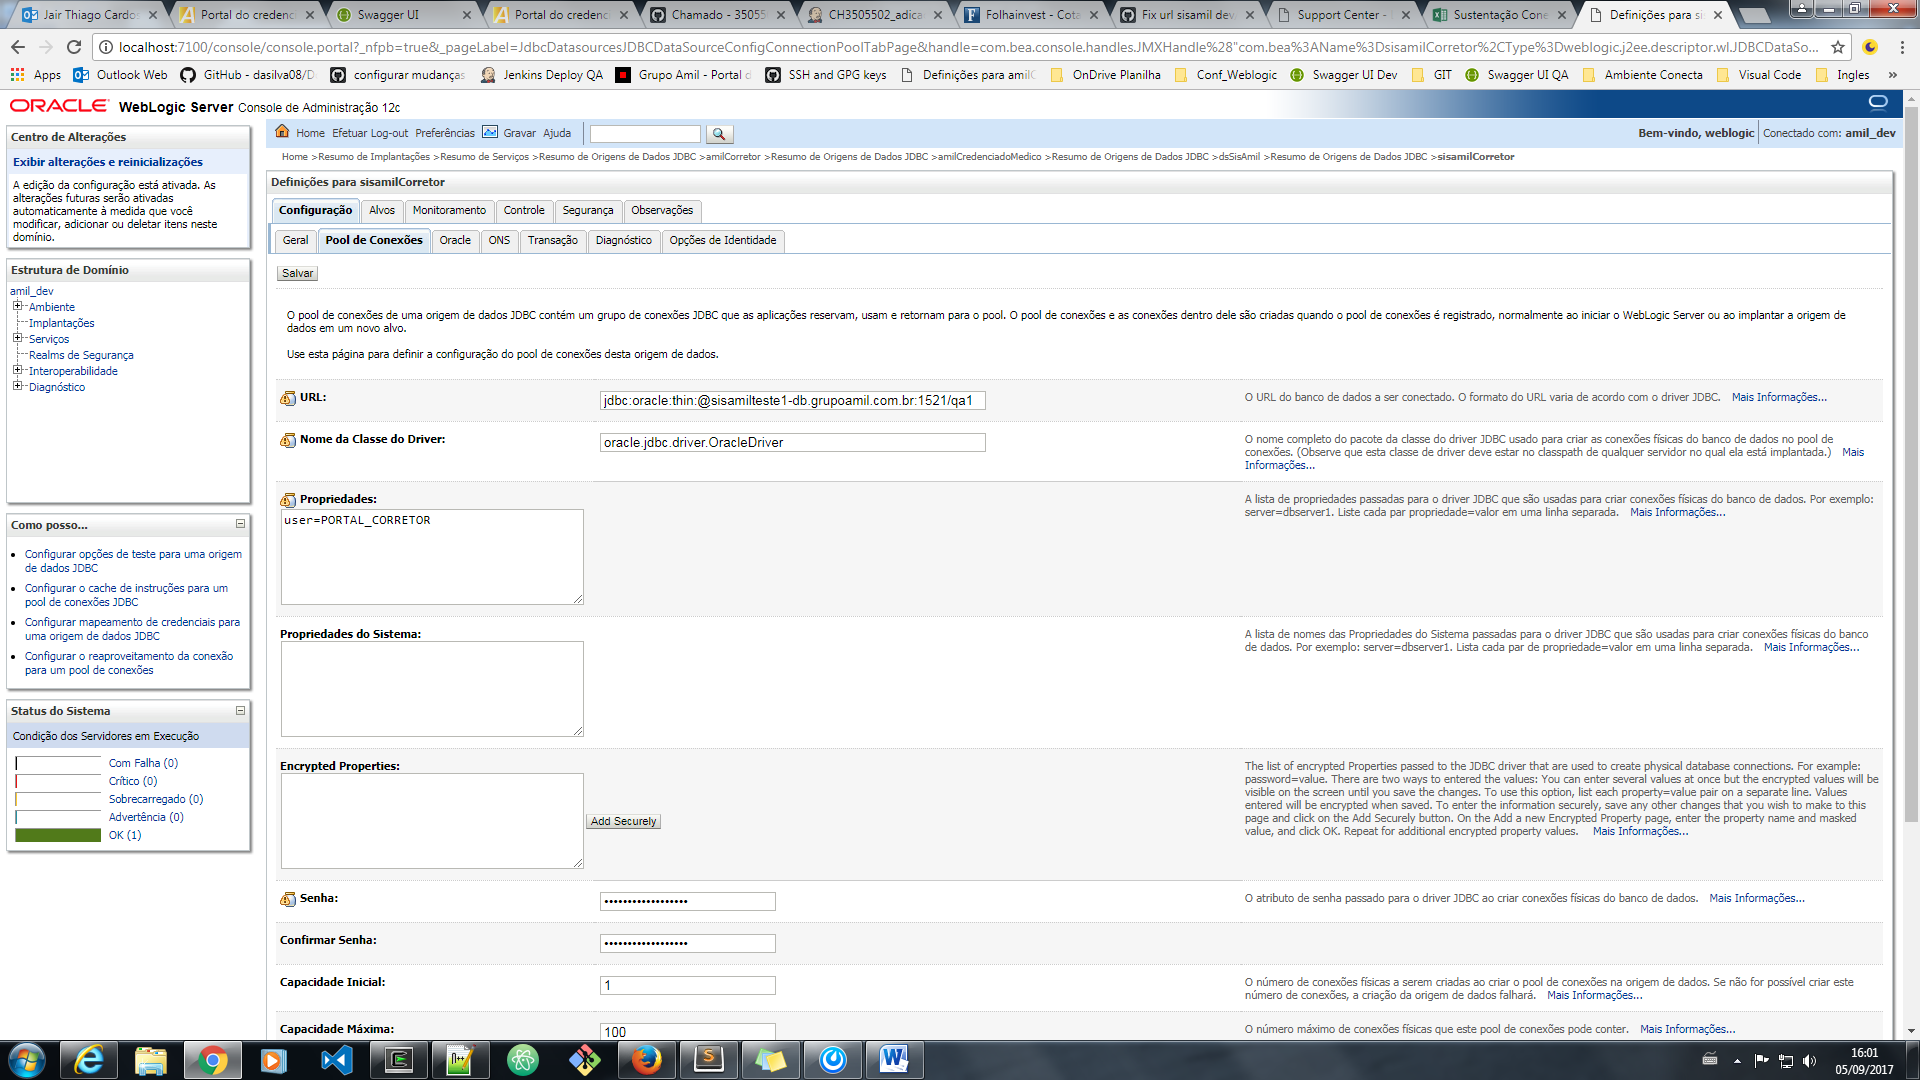 Jair Thiago Cardos
Portal do credenc
Swagger UI
Portal do credenc
Chamado - 35055
CH3505502_adica
Folhainvest - Cota
Fix url sisamil dev
Support Center -
Sustentação Cone
Definições para si
localhost:7100/console/console.portal?_nfpb=true&_pageLabel=JdbcDatasourcesJDBCDataSourceConfigConnectionPoolTabPage&handle=com.bea.console.handles.JMXHandle%28"com.bea%3AName%3DsisamilCorretor%2CType%3Dweblogic.j2ee.descriptor.wl.JDBCDataSo...
Apps
Outlook Web
GitHub - dasilva08/D
configurar mudanças
Jenkins Deploy QA
Grupo Amil - Portal d
SSH and GPG keys
Definições para amilC
OnDrive Planilha
Conf_Weblogic
Swagger UI Dev
GIT
Swagger UI QA
Ambiente Conecta
Visual Code
Ingles
»
ORACLE WebLogic Server Console de Administração 12c
Centro de Alterações
Exibir alterações e reinicializações
A edição da configuração está ativada. As
alterações futuras serão ativadas
automaticamente à medida que você
modificar, adicionar ou deletar itens neste
domínio.
Estrutura de Domínio
amil_dev
Ambiente
Implantações
Serviços
Realms de Segurança
Interoperabilidade
Diagnóstico
Como posso...
Configurar opções de teste para uma origem
de dados JDBC
Configurar o cache de instruções para um
pool de conexões JDBC
Configurar mapeamento de credenciais para
uma origem de dados JDBC
Configurar o reaproveitamento da conexão
para um pool de conexões
Status do Sistema
Condição dos Servidores em Execução
Com Falha (0)
Crítico (0)
Sobrecarregado (0)
Advertência (0)
OK (1)
Home Efetuar Log-out Preferências Gravar Ajuda
Bem-vindo, weblogic Conectado com: amil_dev
Home >Resumo de Implantações >Resumo de Serviços >Resumo de Origens de Dados JDBC >amilCorretor >Resumo de Origens de Dados JDBC >amilCredenciadoMedico >Resumo de Origens de Dados JDBC >dsSisAmil >Resumo de Origens de Dados JDBC >sisamilCorretor
Definições para sisamilCorretor
Configuração Alvos Monitoramento Controle Segurança Observações
Geral Pool de Conexões Oracle ONS Transação Diagnóstico Opções de Identidade
Salvar
O pool de conexões de uma origem de dados JDBC contém um grupo de conexões JDBC que as aplicações reservam, usam e retornam para o pool. O pool de conexões e as conexões dentro dele são criadas quando o pool de conexões é registrado, normalmente ao iniciar o WebLogic Server ou ao implantar a origem de
dados em um novo alvo.
Use esta página para definir a configuração do pool de conexões desta origem de dados.
URL:
jdbc:oracle:thin:@sisamilteste1-db.grupoamil.com.br:1521/qa1
O URL do banco de dados a ser conectado. O formato do URL varia de acordo com o driver JDBC. Mais Informações...
Nome da Classe do Driver:
oracle.jdbc.driver.OracleDriver
O nome completo do pacote da classe do driver JDBC usado para criar as conexões físicas do banco de dados no pool de
conexões. (Observe que esta classe de driver deve estar no classpath de qualquer servidor no qual ela está implantada.) Mais
Informações...
Propriedades:
user=PORTAL_CORRETOR
A lista de propriedades passadas para o driver JDBC que são usadas para criar conexões físicas do banco de dados. Por exemplo:
server=dbserver1. Liste cada par propriedade=valor em uma linha separada. Mais Informações...
Propriedades do Sistema:
A lista de nomes das Propriedades do Sistema passadas para o driver JDBC que são usadas para criar conexões físicas do banco
de dados. Por exemplo: server=dbserver1. Lista cada par de propriedade=valor em uma linha separada. Mais Informações...
Encrypted Properties:
Add Securely
The list of encrypted Properties passed to the JDBC driver that are used to create physical database connections. For example:
password=value. There are two ways to entered the values: You can enter several values at once but the encrypted values will be
visible on the screen until you save the changes. To use this option, list each property=value pair on a separate line. Values
entered will be encrypted when saved. To enter the information securely, save any other changes that you wish to make to this
page and click on the Add Securely button. On the Add a new Encrypted Property page, enter the property name and masked
value, and click OK. Repeat for additional encrypted property values. Mais Informações...
Senha:
••••••••••••••••••
O atributo de senha passado para o driver JDBC ao criar conexões físicas do banco de dados. Mais Informações...
Confirmar Senha:
••••••••••••••••••
Capacidade Inicial:
1
O número de conexões físicas a serem criadas ao criar o pool de conexões na origem de dados. Se não for possível criar este
número de conexões, a criação da origem de dados falhará. Mais Informações...
Capacidade Máxima:
100
O número máximo de conexões físicas que este pool de conexões pode conter. Mais Informações...
16:01
05/09/2017